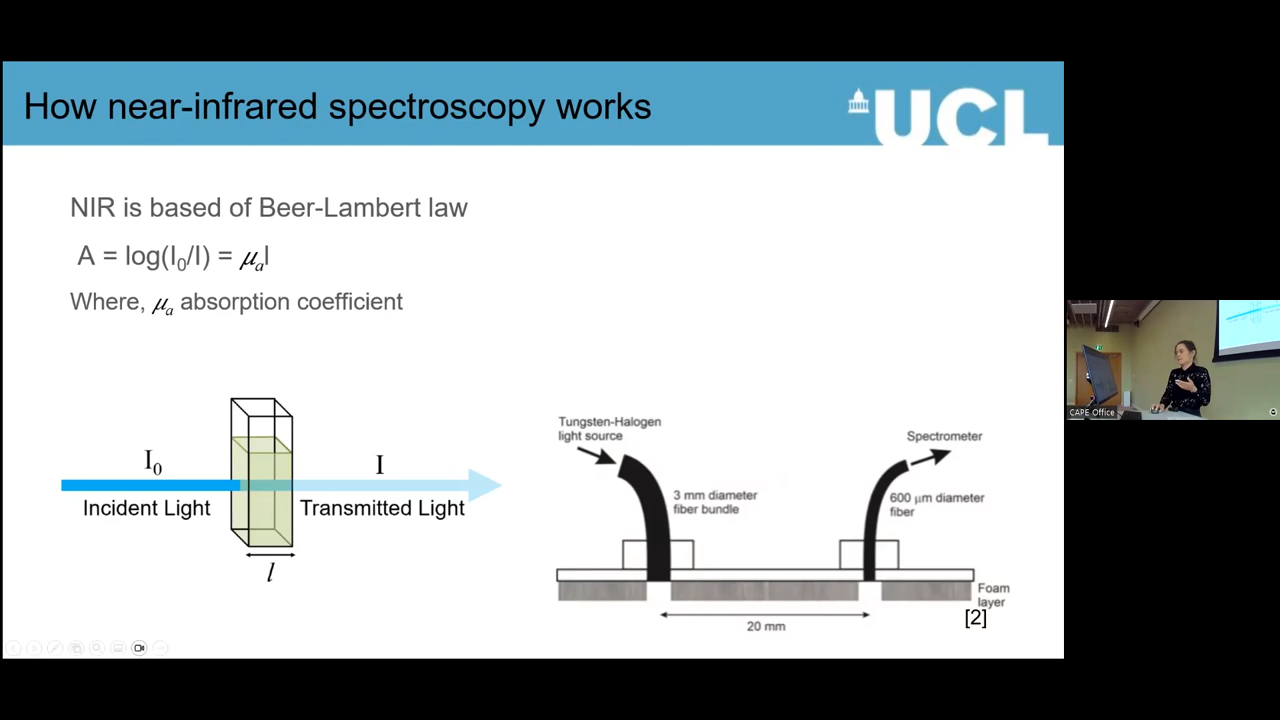 How near-infrared spectroscopy works
UCL
NIR is based of Beer-Lambert law
A = log(I₀/I) = μₐl
Where, μₐ absorption coefficient
I₀
I
Incident Light
Transmitted Light
l
Tungsten-Halogen
light source
3 mm diameter
fiber bundle
Spectrometer
600 μm diameter
fiber
Foam
layer
20 mm
[2]
CAPE Office